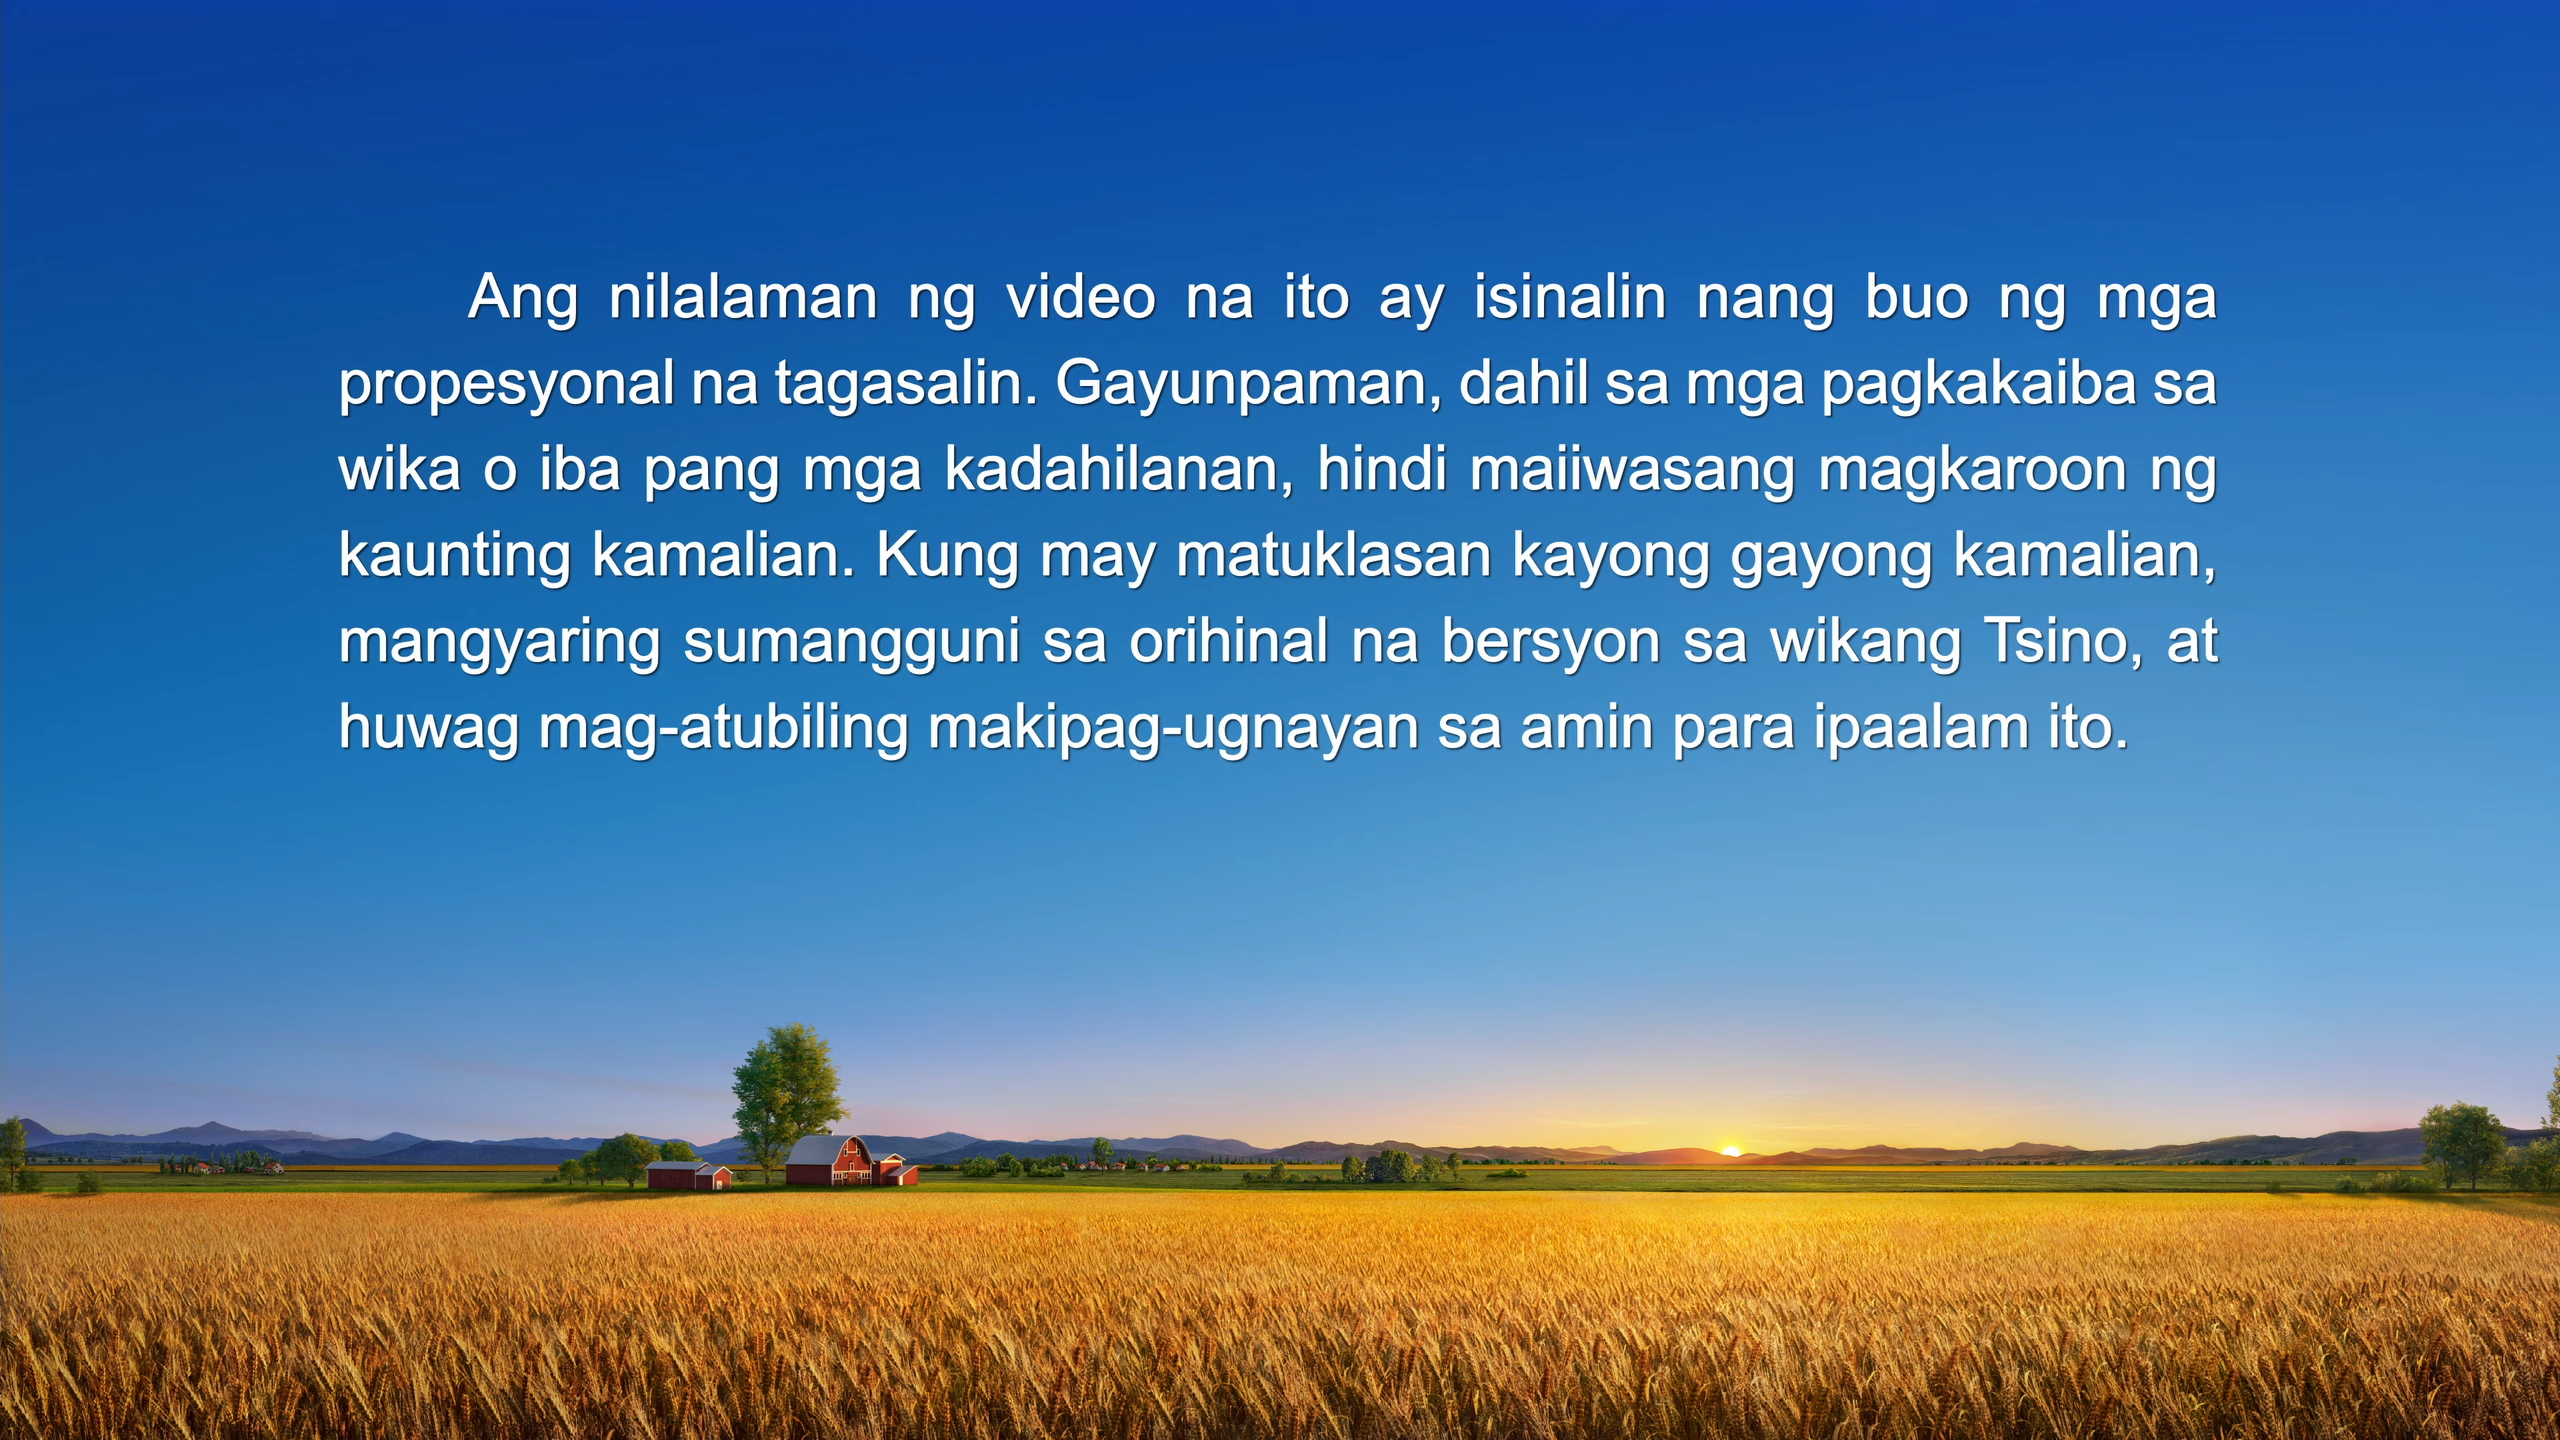 Ang nilalaman ng video na ito ay isinalin nang buo ng mga
propesyonal na tagasalin. Gayunpaman, dahil sa mga pagkakaiba sa
wika o iba pang mga kadahilanan, hindi maiiwasang magkaroon ng
kaunting kamalian. Kung may matuklasan kayong gayong kamalian,
mangyaring sumangguni sa orihinal na bersyon sa wikang Tsino, at
huwag mag-atubiling makipag-ugnayan sa amin para ipaalam ito.